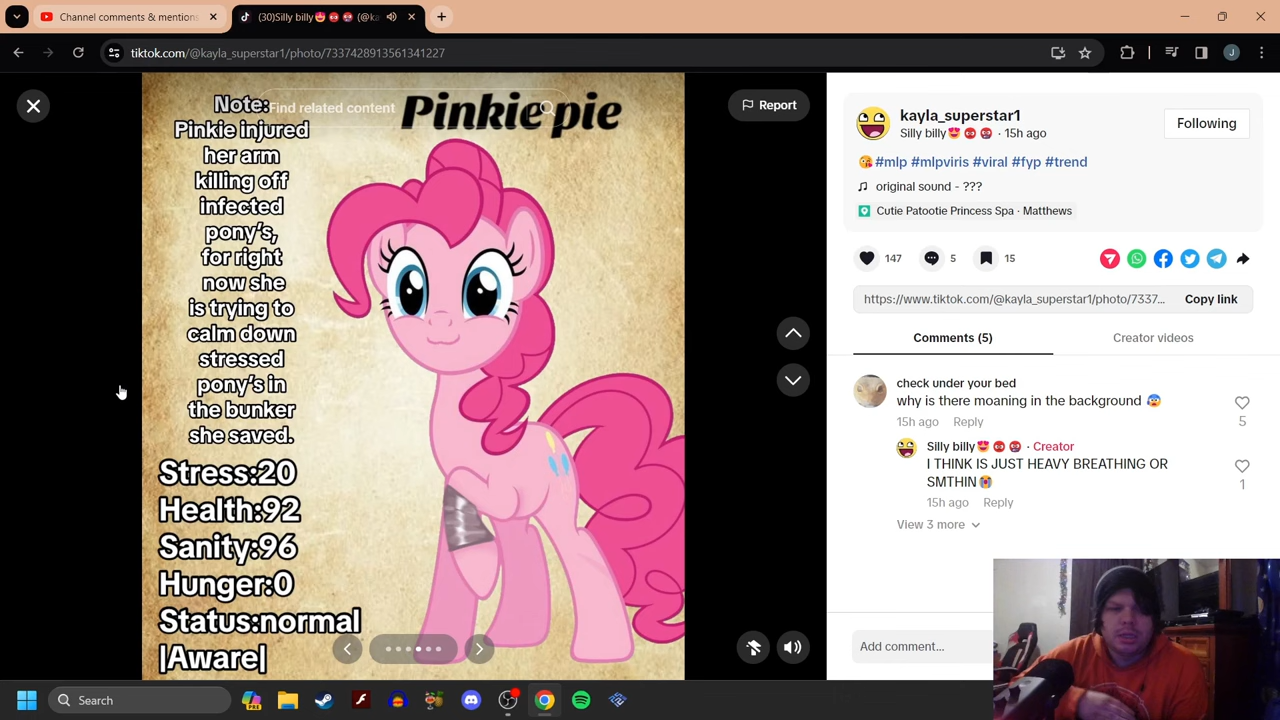 Channel comments & mentions
(30)Silly billy😍👹👺 (@ka
tiktok.com/@kayla_superstar1/photo/7337428913561341227
J
Find related content
Pinkie pie
Note:
Pinkie injured
her arm
killing off
infected
pony's,
for right
now she
is trying to
calm down
stressed
pony's in
the bunker
she saved.
Stress:20
Health:92
Sanity:96
Hunger:0
Status:normal
|Aware|
Report
kayla_superstar1
Silly billy😍👹👺 · 15h ago
Following
😘#mlp #mlpviris #viral #fyp #trend
original sound - ???
Cutie Patootie Princess Spa · Matthews
147
5
15
https://www.tiktok.com/@kayla_superstar1/photo/7337...
Copy link
Comments (5)
Creator videos
check under your bed
why is there moaning in the background 😨
15h ago
Reply
5
Silly billy😍👹👺 · Creator
I THINK IS JUST HEAVY BREATHING OR
SMTHIN😭
1
15h ago
Reply
View 3 more
Add comment...
Search
PRE